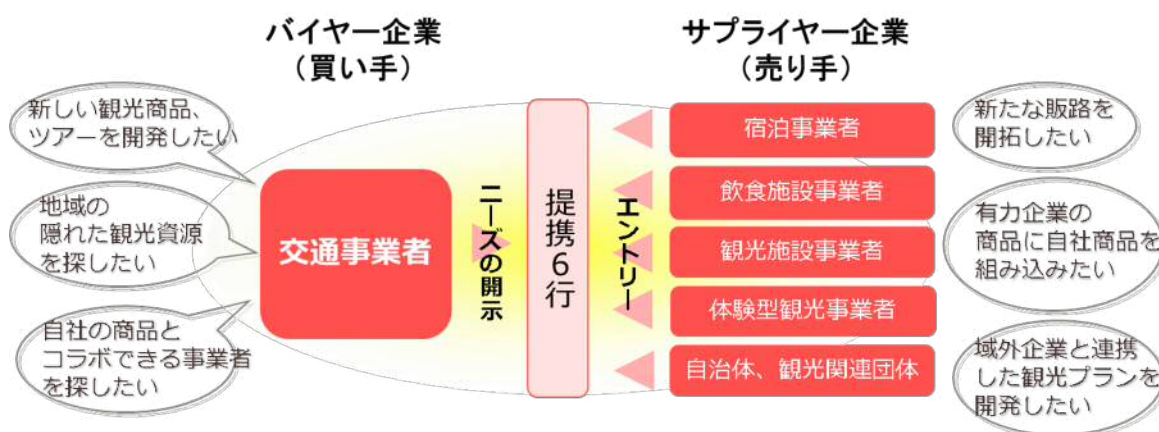 バイヤー企業
（買い手）
サプライヤー企業
（売り手）
新しい観光商品、
ツアーを開発したい
地域の
隠れた観光資源
を探したい
自社の商品と
コラボできる事業者
を探したい
交通事業者
ニーズの開示
提携６行
エントリー
宿泊事業者
飲食施設事業者
観光施設事業者
体験型観光事業者
自治体、観光関連団体
新たな販路を
開拓したい
有力企業の
商品に自社商品を
組み込みたい
域外企業と連携
した観光プランを
開発したい